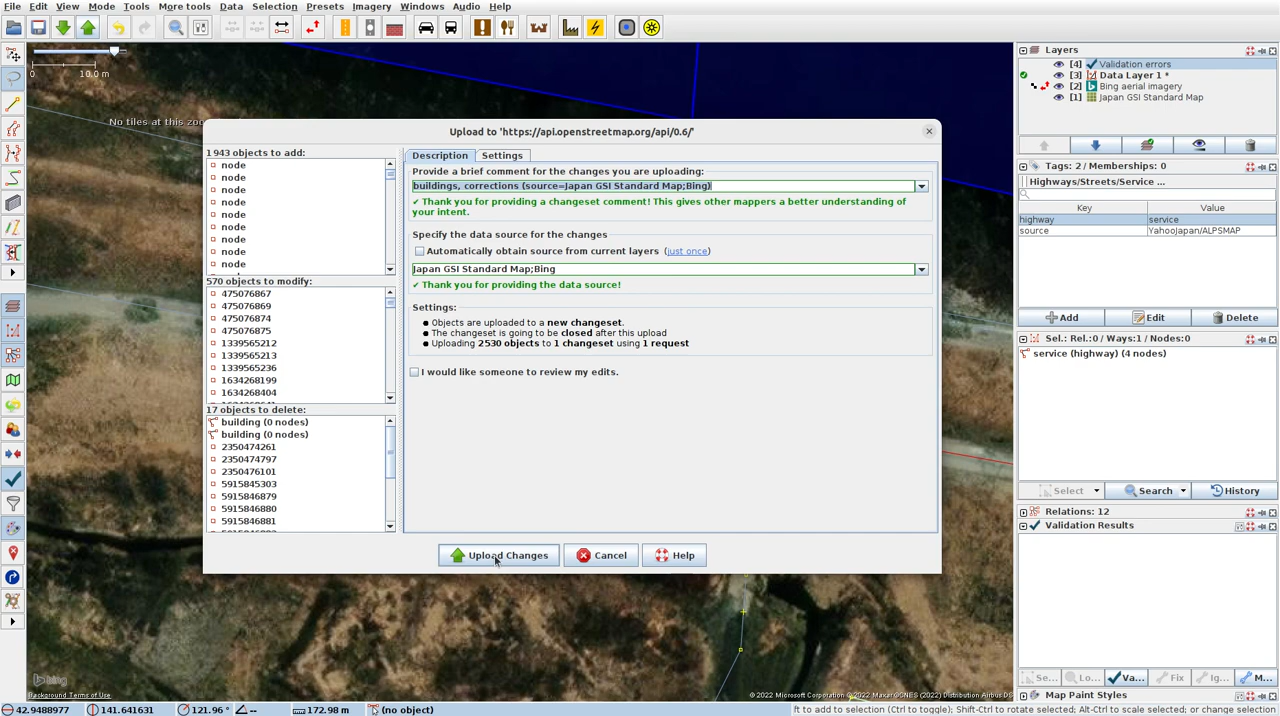 File Edit View Mode Tools More tools Data Selection Presets Imagery Windows Audio Help
0 10.0 m
No tiles at this zoo
Upload to 'https://api.openstreetmap.org/api/0.6/'
1 943 objects to add:
node
node
node
node
node
node
node
node
node
570 objects to modify:
475076867
475076869
475076874
475076875
1339565212
1339565213
1339565236
1634268199
1634268404
17 objects to delete:
building (0 nodes)
building (0 nodes)
2350474261
2350474797
2350476101
5915845303
5915846879
5915846880
5915846881
Description Settings
Provide a brief comment for the changes you are uploading:
buildings, corrections (source=Japan GSI Standard Map;Bing)
✔ Thank you for providing a changeset comment! This gives other mappers a better understanding of
your intent.
Specify the data source for the changes
Automatically obtain source from current layers (just once)
Japan GSI Standard Map;Bing
✔ Thank you for providing the data source!
Settings:
● Objects are uploaded to a new changeset.
● The changeset is going to be closed after this upload
● Uploading 2530 objects to 1 changeset using 1 request
I would like someone to review my edits.
Upload Changes Cancel Help
Layers
[4] Validation errors
[3] Data Layer 1 *
[2] Bing aerial imagery
[1] Japan GSI Standard Map
Tags: 2 / Memberships: 0
Highways/Streets/Service ...
Key Value
highway service
source YahooJapan/ALPSMAP
Add Edit Delete
Sel.: Rel.:0 / Ways:1 / Nodes:0
service (highway) (4 nodes)
Select Search History
Relations: 12
Validation Results
Se... Lo... Va... Fix Ig... M...
Map Paint Styles
bing
Background Terms of Use
© 2022 Microsoft Corporation © 2022 Maxar ©CNES (2022) Distribution Airbus DS
42.9488977 141.641631 121.96 ° -- 172.98 m (no object) ft to add to selection (Ctrl to toggle); Shift-Ctrl to rotate selected; Alt-Ctrl to scale selected; or change selection